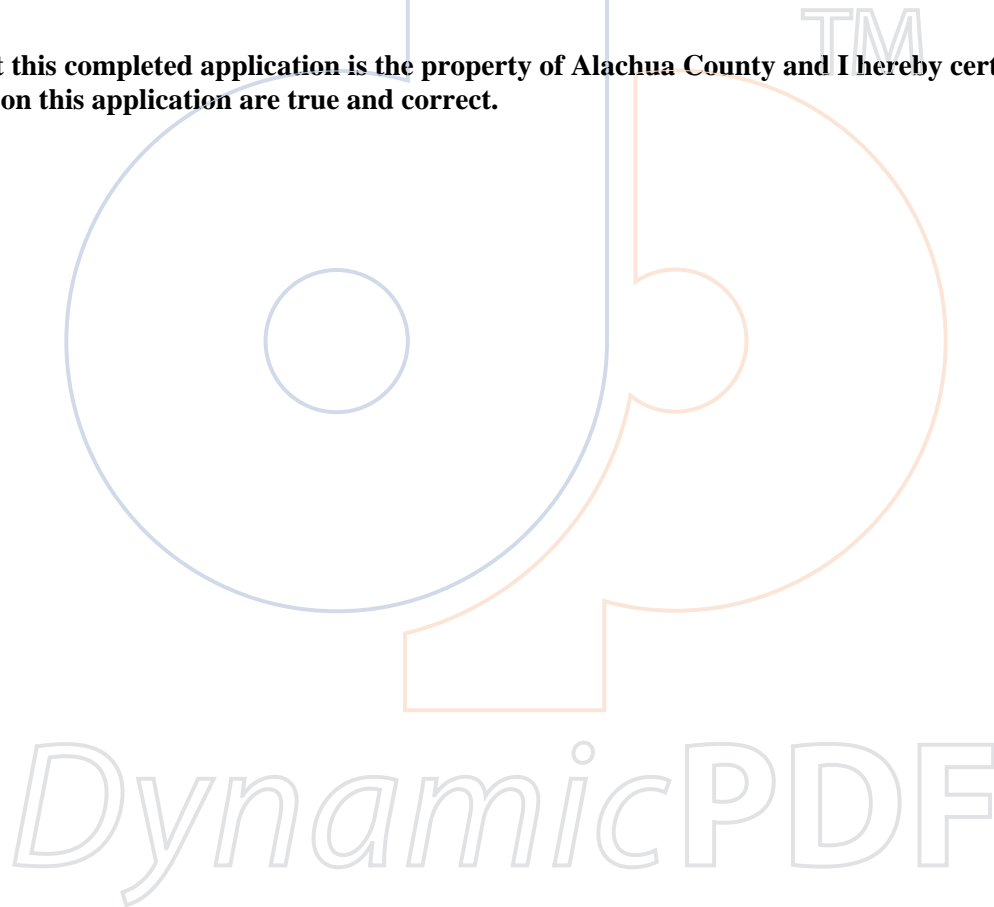 TM
t this completed application is the property of Alachua County and I hereby cert
on this application are true and correct.
DynamicPDF